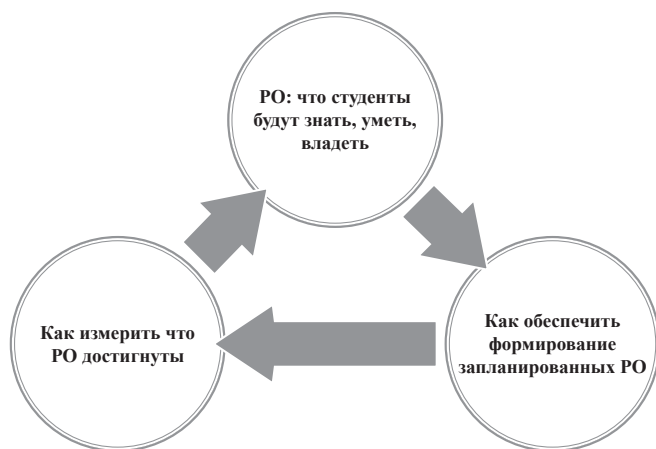 РО: что студенты
будут знать, уметь,
владеть
Как измерить что
РО достигнуты
Как обеспечить
формирование
запланированных РО